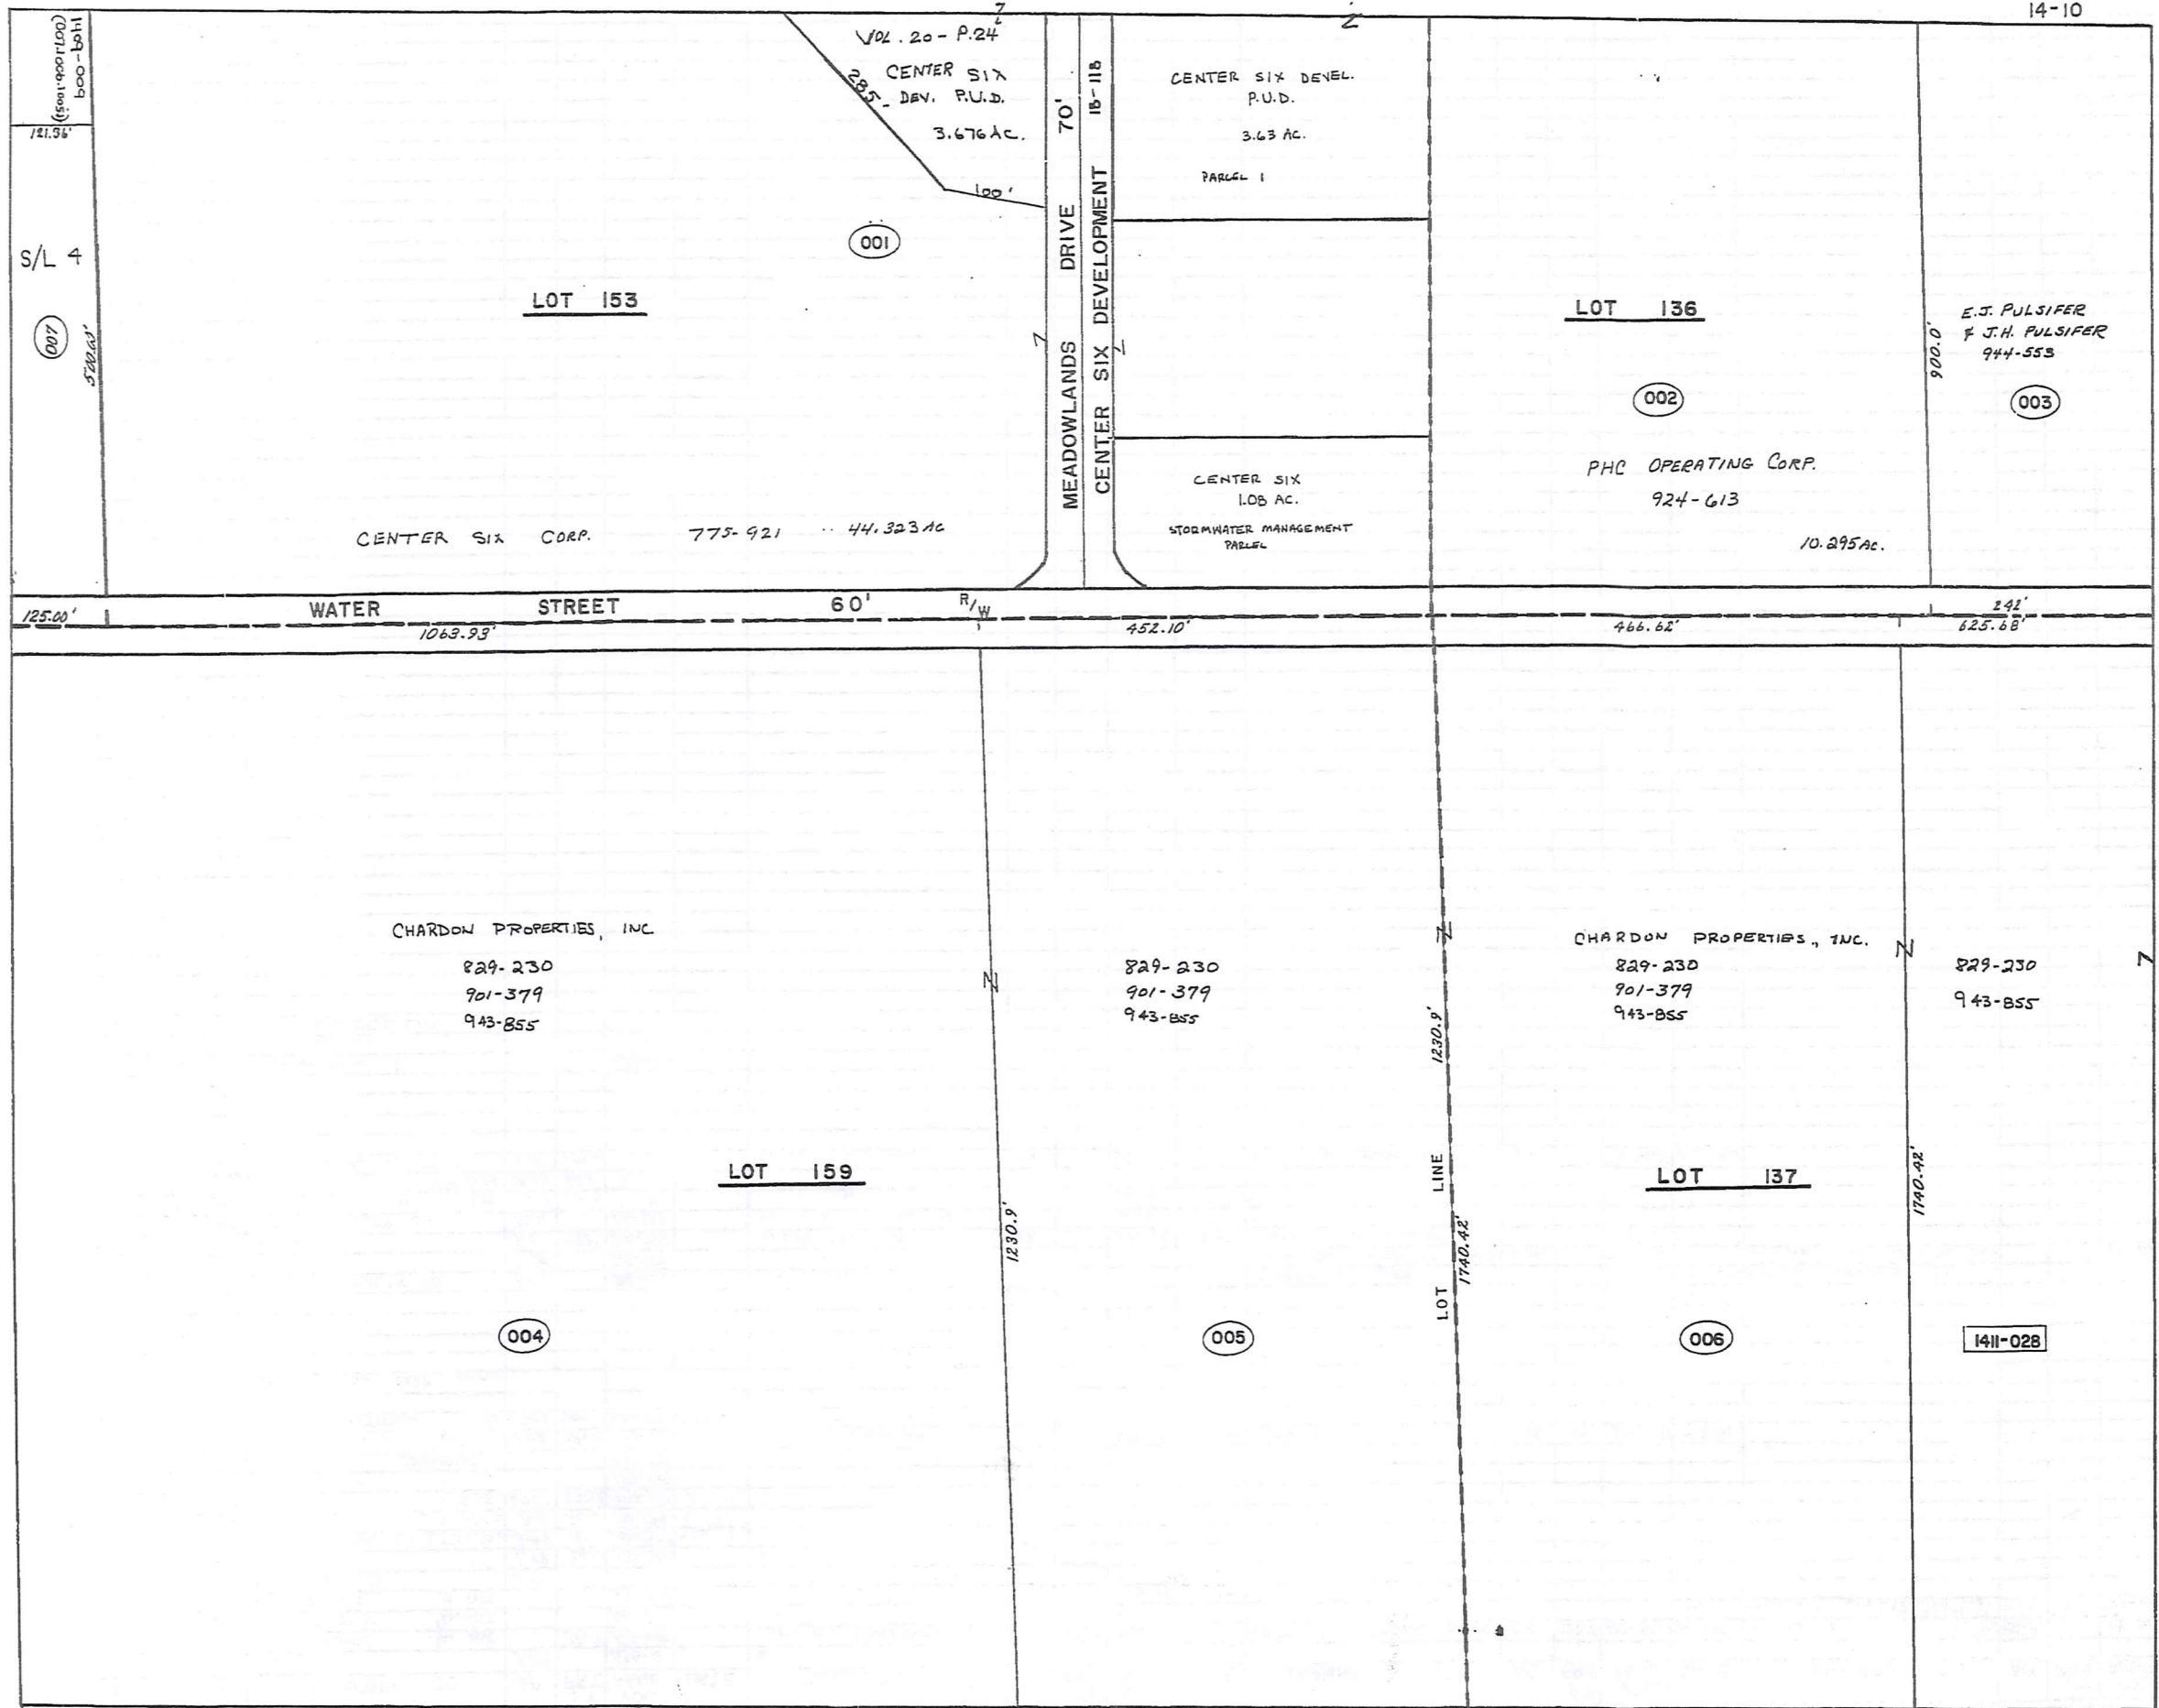 14-10
1409-009
121.36'
S/L 4
007
500.00'
VOL. 20 - P.24
CENTER SIX
DEV. P.U.D.
3.676 AC.
285
100'
001
LOT 153
CENTER SIX CORP. 775-921 44.323 AC
MEADOWLANDS DRIVE 70'
CENTER SIX DEVELOPMENT 18-118
CENTER SIX DEVEL.
P.U.D.
3.63 AC.
PARCEL 1
CENTER SIX
1.08 AC.
STORMWATER MANAGEMENT
PARCEL
LOT 136
002
PHC OPERATING CORP.
924-613
10.295 AC.
900.0'
E.J. PULSIFER
& J.H. PULSIFER
944-553
003
125.00'
WATER STREET 60' R/W
242'
1063.93'
452.10'
466.62'
625.68'
CHARDON PROPERTIES, INC
829-230
901-379
943-855
829-230
901-379
943-855
CHARDON PROPERTIES, INC.
829-230
901-379
943-855
829-230
943-855
LOT 159
1230.9'
1230.9'
LOT LINE
1740.42'
LOT 137
1740.42'
004
005
006
1411-028